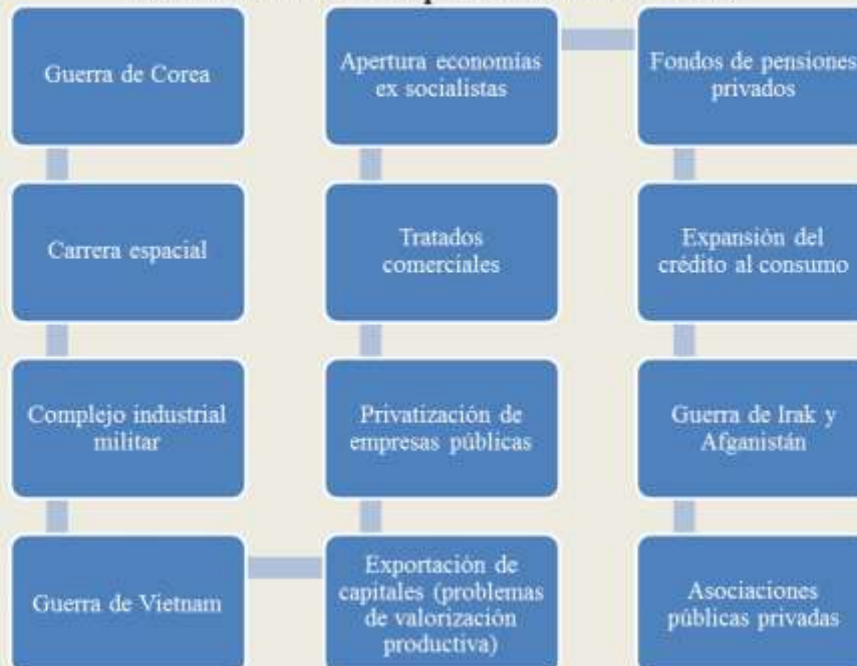 Guerra de Corea
Carrera espacial
Complejo industrial
militar
Guerra de Vietnam
Exportación de
capitales (problemas
de valorización
productiva)
Privatización de
empresas públicas
Tratados
comerciales
Apertura economías
ex socialistas
Fondos de pensiones
privados
Expansión del
crédito al consumo
Guerra de Irak y
Afganistán
Asociaciones
públicas privadas